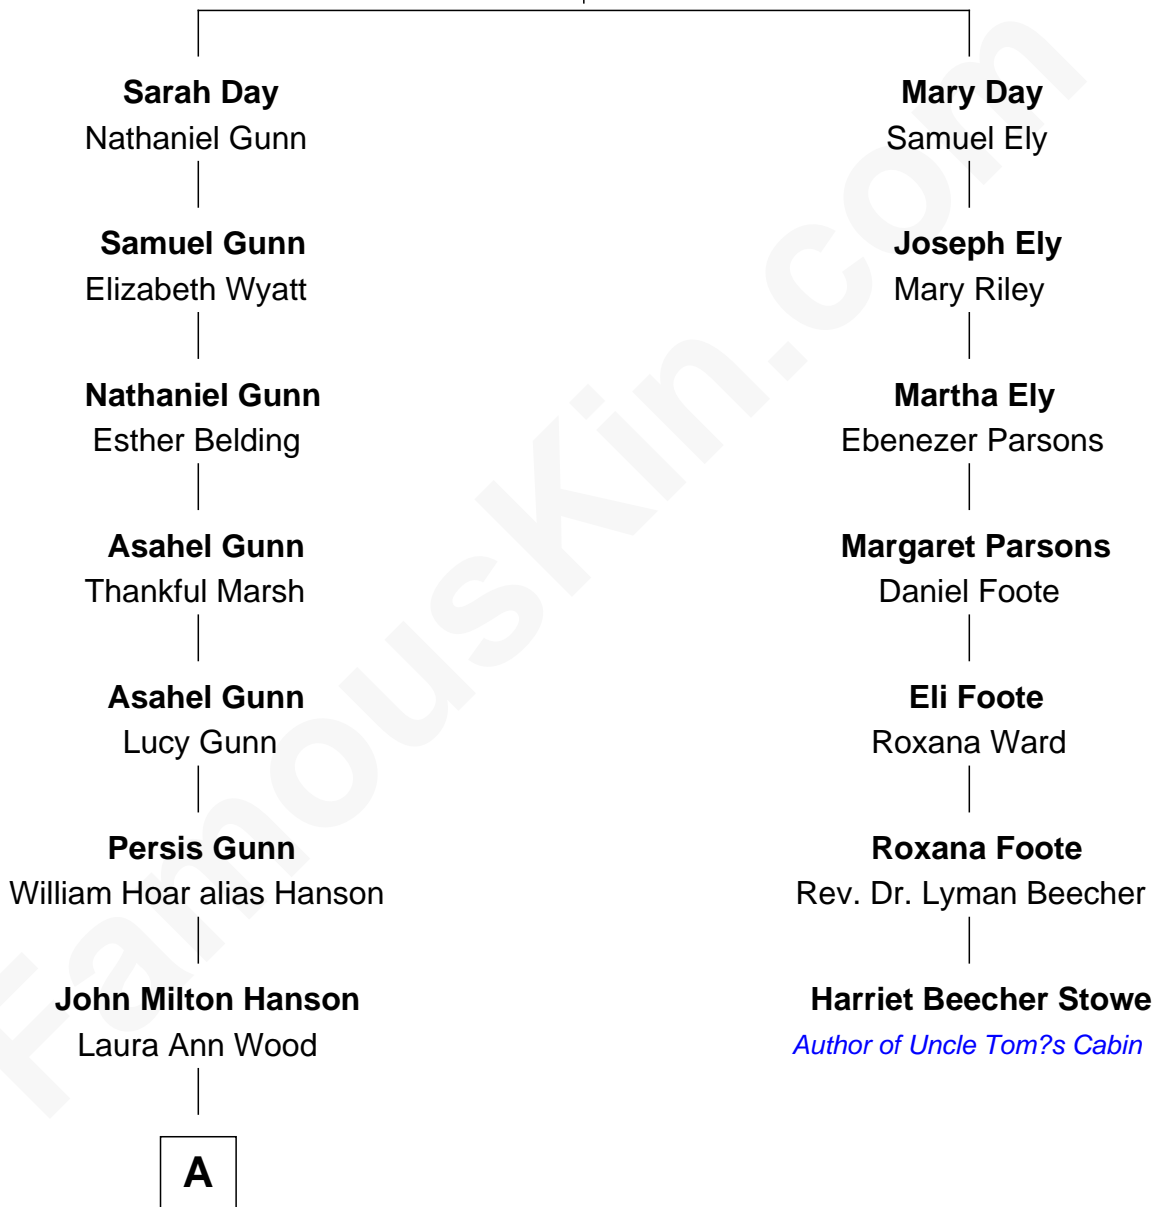 Sarah Day
Nathaniel Gunn
Samuel Gunn
Elizabeth Wyatt
Nathaniel Gunn
Esther Belding
Asahel Gunn
Thankful Marsh
Asahel Gunn
Lucy Gunn
Persis Gunn
William Hoar alias Hanson
John Milton Hanson
Laura Ann Wood
A
Mary Day
Samuel Ely
Joseph Ely
Mary Riley
Martha Ely
Ebenezer Parsons
Margaret Parsons
Daniel Foote
Eli Foote
Roxana Ward
Roxana Foote
Rev. Dr. Lyman Beecher
Harriet Beecher Stowe
Author of Uncle Tom?s Cabin
FamousKin.com